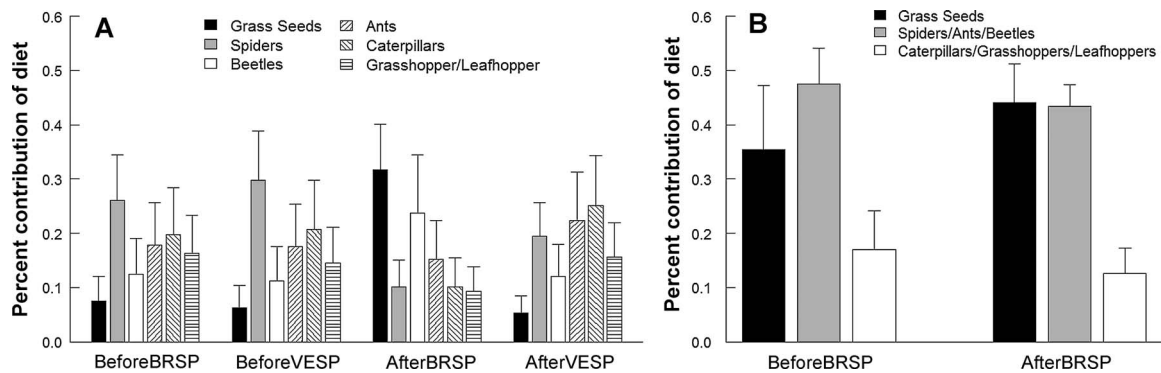 A
Grass Seeds
Spiders
Beetles
Ants
Caterpillars
Grasshopper/Leafhopper
Percent contribution of diet
0.6
0.5
0.4
0.3
0.2
0.1
0.0
BeforeBRSP BeforeVESP AfterBRSP AfterVESP
B
Grass Seeds
Spiders/Ants/Beetles
Caterpillars/Grasshoppers/Leafhoppers
Percent contribution of diet
0.6
0.5
0.4
0.3
0.2
0.1
0.0
BeforeBRSP AfterBRSP